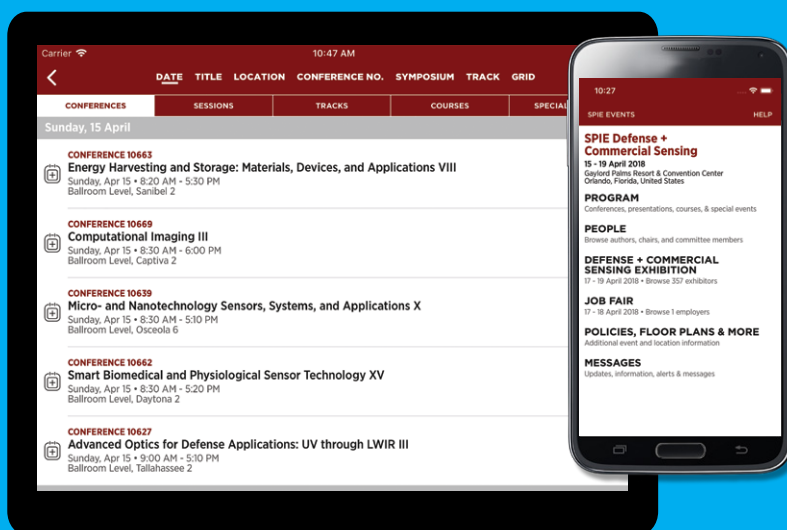 Carrier 10:47 AM
DATE TITLE LOCATION CONFERENCE NO. SYMPOSIUM TRACK GRID
CONFERENCES SESSIONS TRACKS COURSES SPECIAL
Sunday, 15 April
CONFERENCE 10663
Energy Harvesting and Storage: Materials, Devices, and Applications VIII
Sunday, Apr 15 • 8:20 AM - 5:30 PM
Ballroom Level, Sanibel 2
CONFERENCE 10669
Computational Imaging III
Sunday, Apr 15 • 8:30 AM - 6:00 PM
Ballroom Level, Captiva 2
CONFERENCE 10639
Micro- and Nanotechnology Sensors, Systems, and Applications X
Sunday, Apr 15 • 8:30 AM - 5:10 PM
Ballroom Level, Osceola 6
CONFERENCE 10662
Smart Biomedical and Physiological Sensor Technology XV
Sunday, Apr 15 • 8:30 AM - 5:20 PM
Ballroom Level, Daytona 2
CONFERENCE 10627
Advanced Optics for Defense Applications: UV through LWIR III
Sunday, Apr 15 • 9:00 AM - 5:10 PM
Ballroom Level, Tallahassee 2
10:27
SPIE EVENTS HELP
SPIE Defense +
Commercial Sensing
15 - 19 April 2018
Gaylord Palms Resort & Convention Center
Orlando, Florida, United States
PROGRAM
Conferences, presentations, courses, & special events
PEOPLE
Browse authors, chairs, and committee members
DEFENSE + COMMERCIAL
SENSING EXHIBITION
17 - 19 April 2018 • Browse 357 exhibitors
JOB FAIR
17 - 18 April 2018 • Browse 1 employers
POLICIES, FLOOR PLANS & MORE
Additional event and location information
MESSAGES
Updates, information, alerts & messages